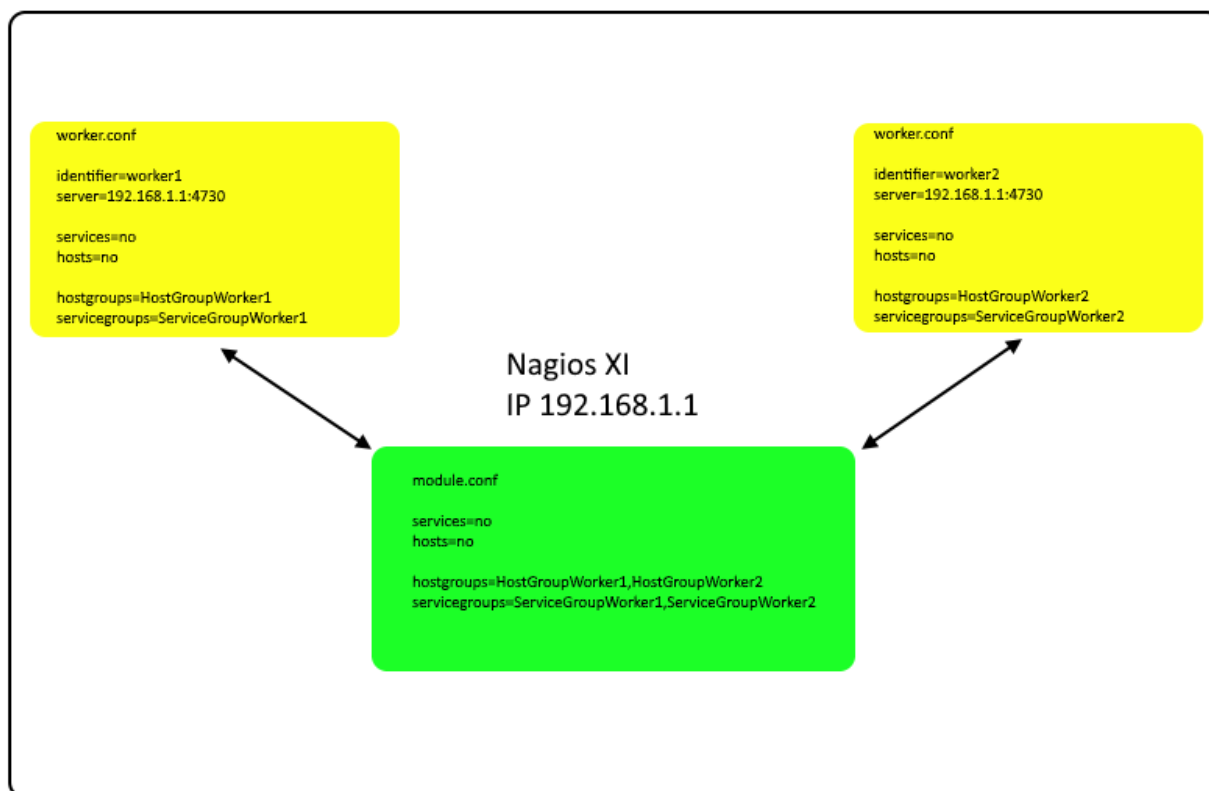 worker.conf
identifier=worker1
server=192.168.1.1:4730
services=no
hosts=no
hostgroups=HostGroupWorker1
servicegroups=ServiceGroupWorker1
worker.conf
identifier=worker2
server=192.168.1.1:4730
services=no
hosts=no
hostgroups=HostGroupWorker2
servicegroups=ServiceGroupWorker2
Nagios XI
IP 192.168.1.1
module.conf
services=no
hosts=no
hostgroups=HostGroupWorker1,HostGroupWorker2
servicegroups=ServiceGroupWorker1,ServiceGroupWorker2